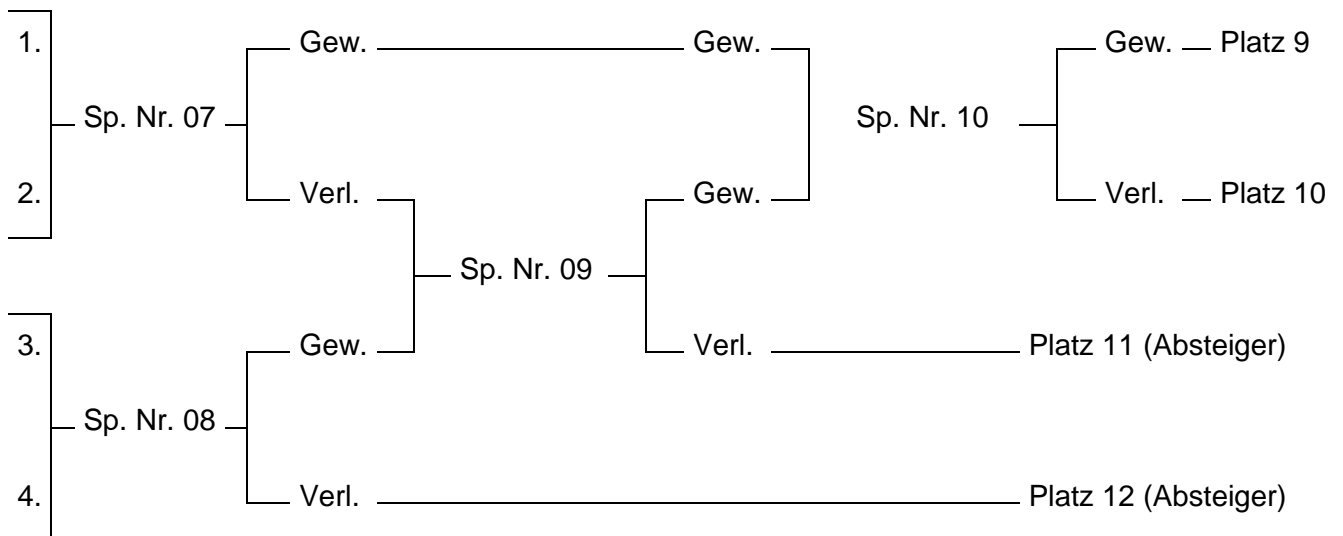 1. Gew. Gew. Gew. Platz 9
Sp. Nr. 07 Sp. Nr. 10
2. Verl. Gew. Verl. Platz 10
Sp. Nr. 09
3. Gew. Verl. Platz 11 (Absteiger)
Sp. Nr. 08
4. Verl. Platz 12 (Absteiger)